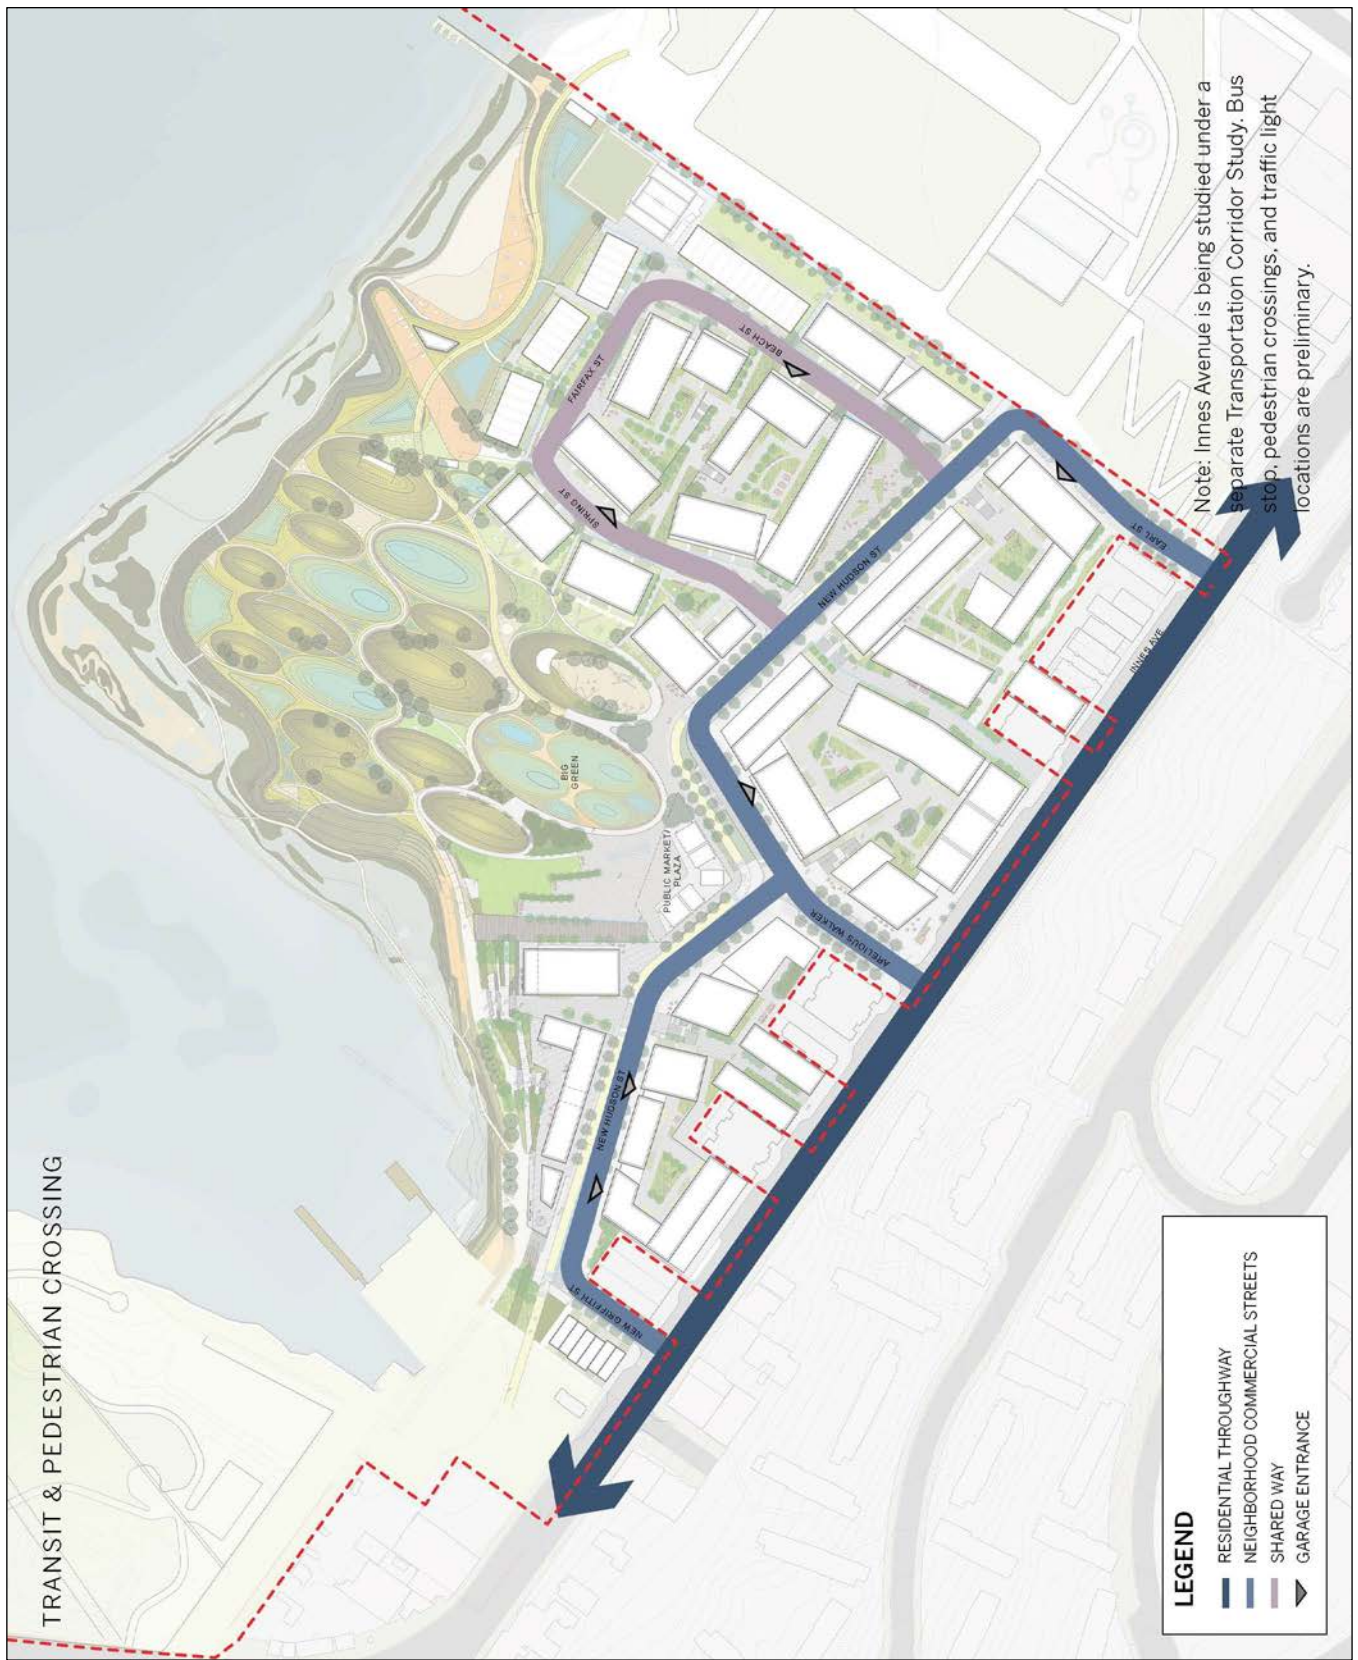 TRANSIT & PEDESTRIAN CROSSING
NEW GRIFFITH ST
NEW HUDSON ST
PUBLIC MARKET/
PLAZA
BIG
GREEN
ARELIOUS WALKER
SPRING ST
FAIRFAX ST
BEACH ST
NEW HUDSON ST
EARL ST
INNES AVE
Note: Innes Avenue is being studied under a
separate Transportation Corridor Study. Bus
stop, pedestrian crossings, and traffic light
locations are preliminary.
LEGEND
RESIDENTIAL THROUGHWAY
NEIGHBORHOOD COMMERCIAL STREETS
SHARED WAY
GARAGE ENTRANCE